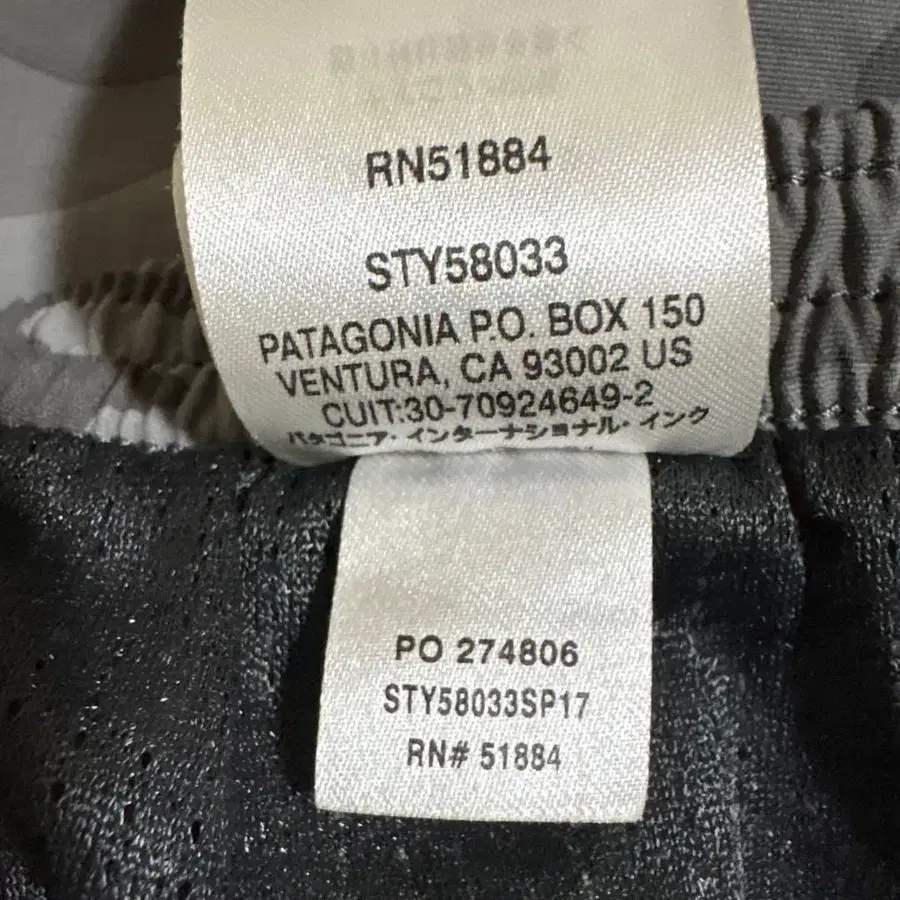 RN51884
STY58033
PATAGONIA P.O. BOX 150
VENTURA, CA 93002 US
CUIT:30-70924649-2
パタゴニア・インターナショナル・インク
PO 274806
STY58033SP17
RN# 51884